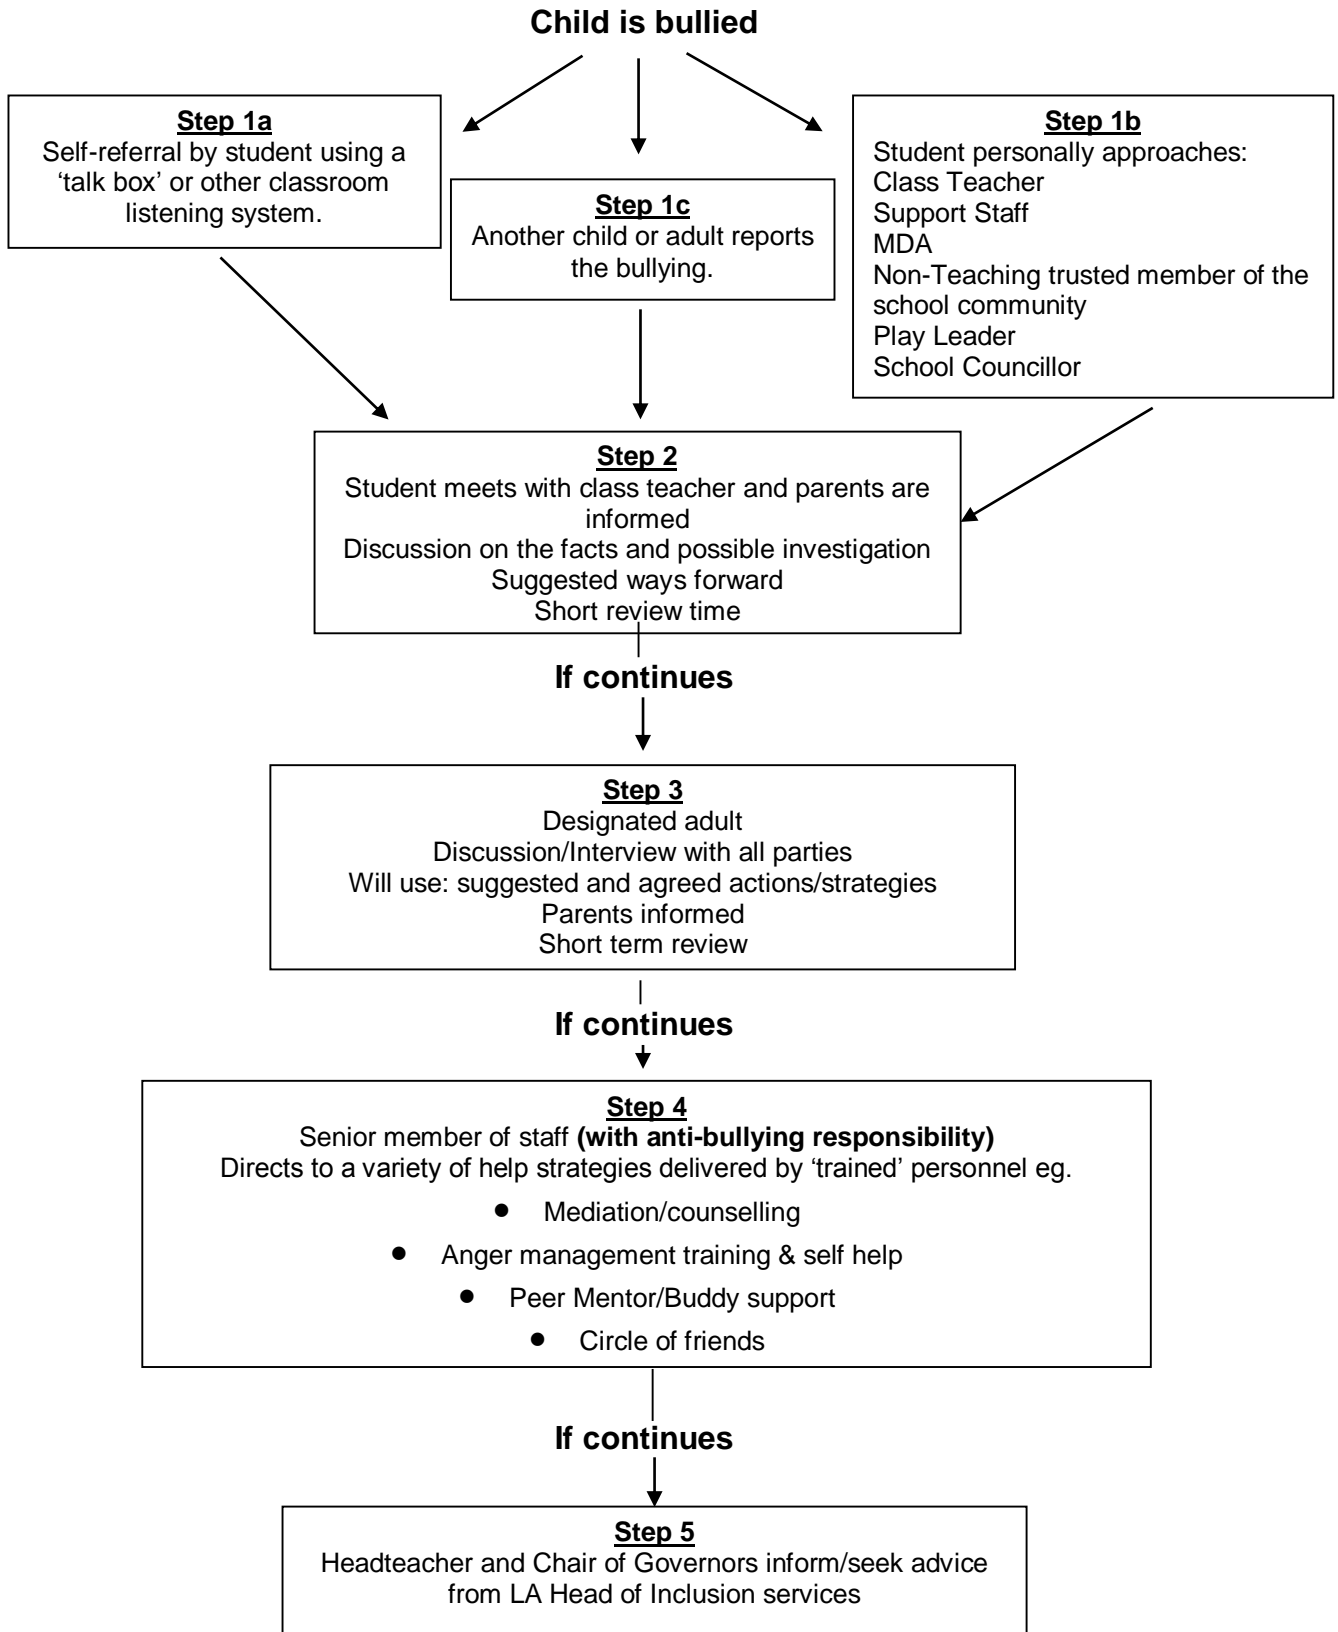 Child is bullied
Step 1a
Self-referral by student using a
‘talk box’ or other classroom
listening system.
Step 1c
Another child or adult reports
the bullying.
Step 1b
Student personally approaches:
Class Teacher
Support Staff
MDA
Non-Teaching trusted member of the
school community
Play Leader
School Councillor
Step 2
Student meets with class teacher and parents are
informed
Discussion on the facts and possible investigation
Suggested ways forward
Short review time
If continues
Step 3
Designated adult
Discussion/Interview with all parties
Will use: suggested and agreed actions/strategies
Parents informed
Short term review
If continues
Step 4
Senior member of staff (with anti-bullying responsibility)
Directs to a variety of help strategies delivered by ‘trained’ personnel eg.
● Mediation/counselling
● Anger management training & self help
● Peer Mentor/Buddy support
● Circle of friends
If continues
Step 5
Headteacher and Chair of Governors inform/seek advice
from LA Head of Inclusion services